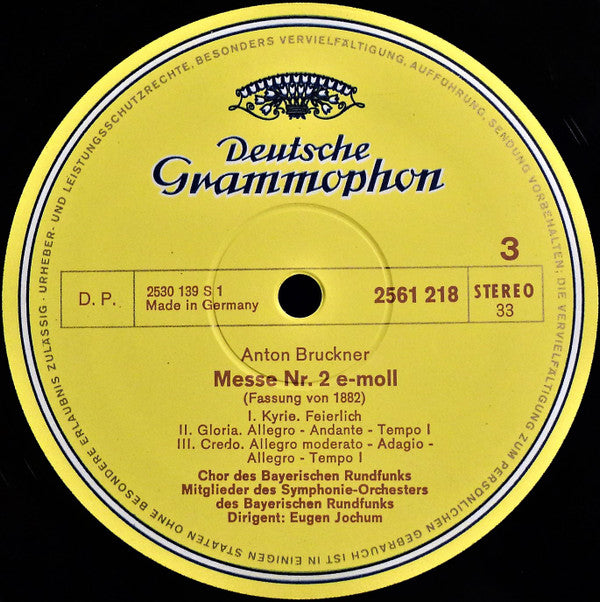 Deutsche
Grammophon
3
D. P.
2530 139 S 1
Made in Germany
2561 218
STEREO
33
Anton Bruckner
Messe Nr. 2 e-moll
(Fassung von 1882)
I. Kyrie. Feierlich
II. Gloria. Allegro - Andante - Tempo I
III. Credo. Allegro moderato - Adagio -
Allegro - Tempo I
Chor des Bayerischen Rundfunks
Mitglieder des Symphonie-Orchesters
des Bayerischen Rundfunks
Dirigent: Eugen Jochum
URHEBER- UND LEISTUNGSSCHUTZRECHTE, BESONDERS VERVIELFÄLTIGUNG, AUFFÜHRUNG, SENDUNG VORBEHALTEN; DIE VERVIELFÄLTIGUNG ZUM PERSÖNLICHEN GEBRAUCH IST IN EINIGEN STAATEN OHNE BESONDERE ERLAUBNIS ZULÄSSIG ·